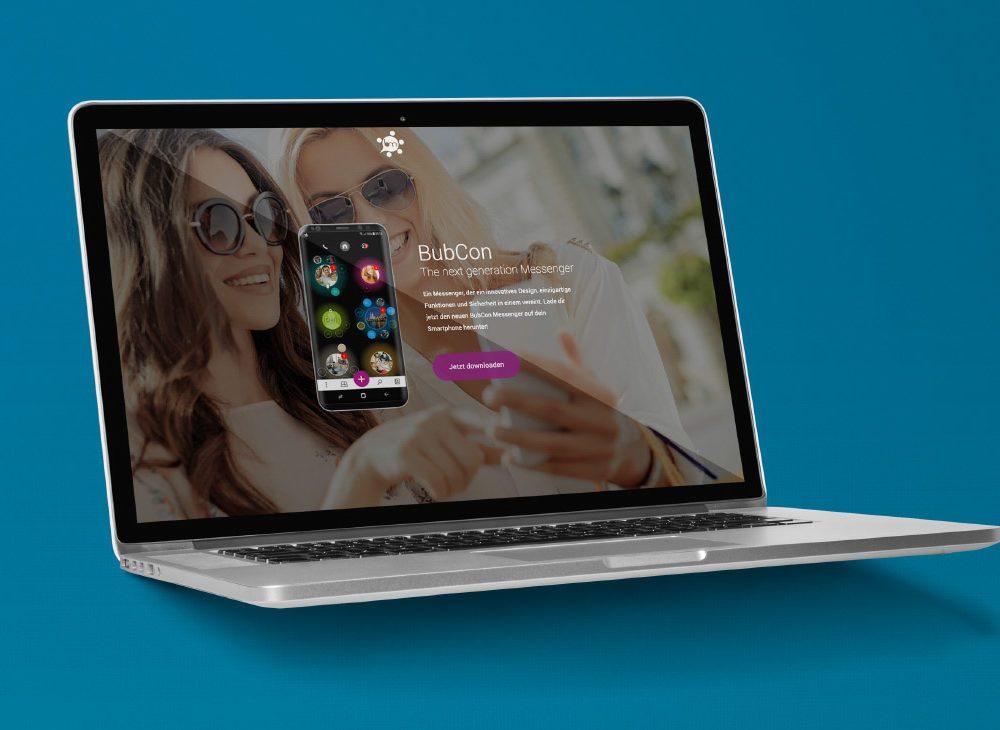 BubCon
The next generation Messenger
Ein Messenger, der ein innovatives Design, einzigartige
Funktionen und Sicherheit in einem vereint. Lade dir
jetzt den neuen BubCon Messenger auf dein
Smartphone herunter!
Jetzt downloaden